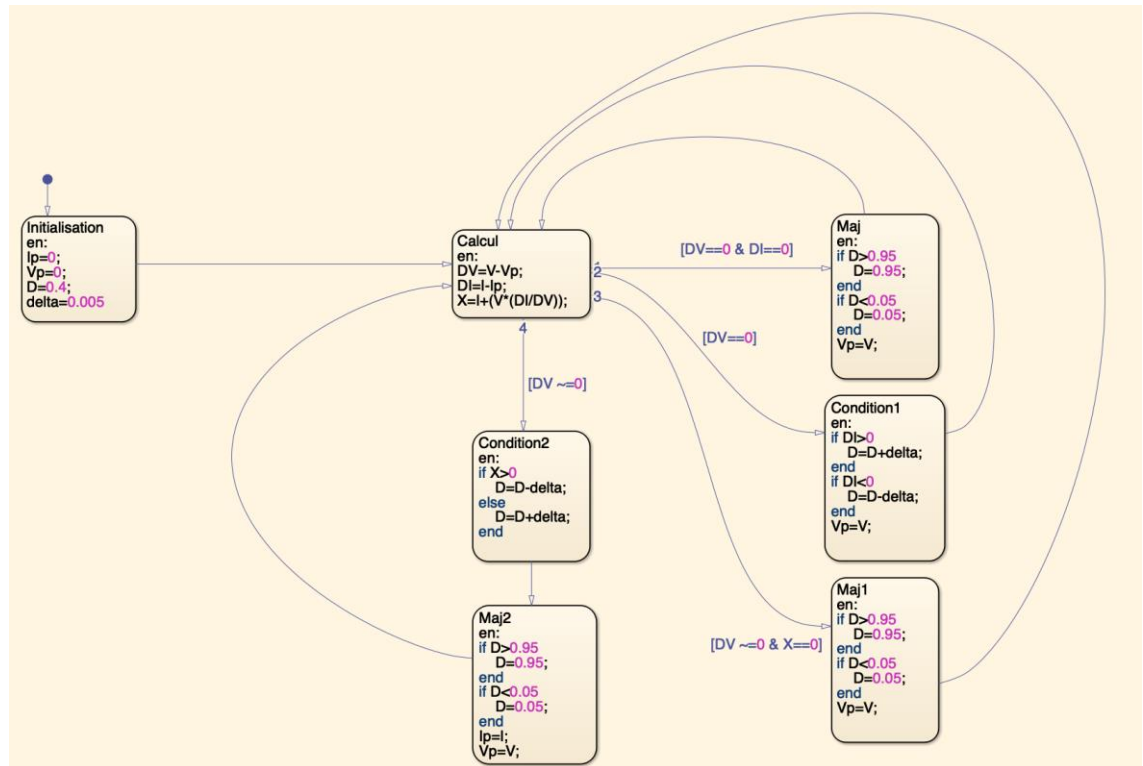 Initialisation
en:
Ip=0;
Vp=0;
D=0.4;
delta=0.005
Calcul
en:
DV=V-Vp;
DI=I-Ip;
X=I+(V*(DI/DV));
2
3
4
[DV==0 & DI==0]
[DV==0]
[DV ~=0]
[DV ~=0 & X==0]
Maj
en:
if D>0.95
D=0.95;
end
if D<0.05
D=0.05;
end
Vp=V;
Condition1
en:
if DI>0
D=D+delta;
end
if DI<0
D=D-delta;
end
Vp=V;
Condition2
en:
if X>0
D=D-delta;
else
D=D+delta;
end
Maj2
en:
if D>0.95
D=0.95;
end
if D<0.05
D=0.05;
end
Ip=I;
Vp=V;
Maj1
en:
if D>0.95
D=0.95;
end
if D<0.05
D=0.05;
end
Vp=V;